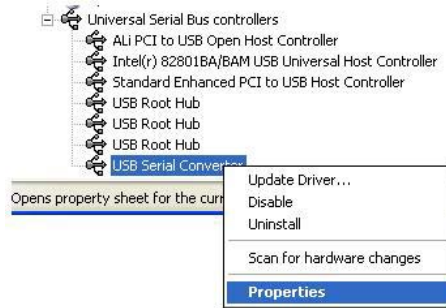 Universal Serial Bus controllers
ALi PCI to USB Open Host Controller
Intel(r) 82801BA/BAM USB Universal Host Controller
Standard Enhanced PCI to USB Host Controller
USB Root Hub
USB Root Hub
USB Root Hub
USB Serial Converter
Update Driver...
Opens property sheet for the curr
Disable
Uninstall
Scan for hardware changes
Properties